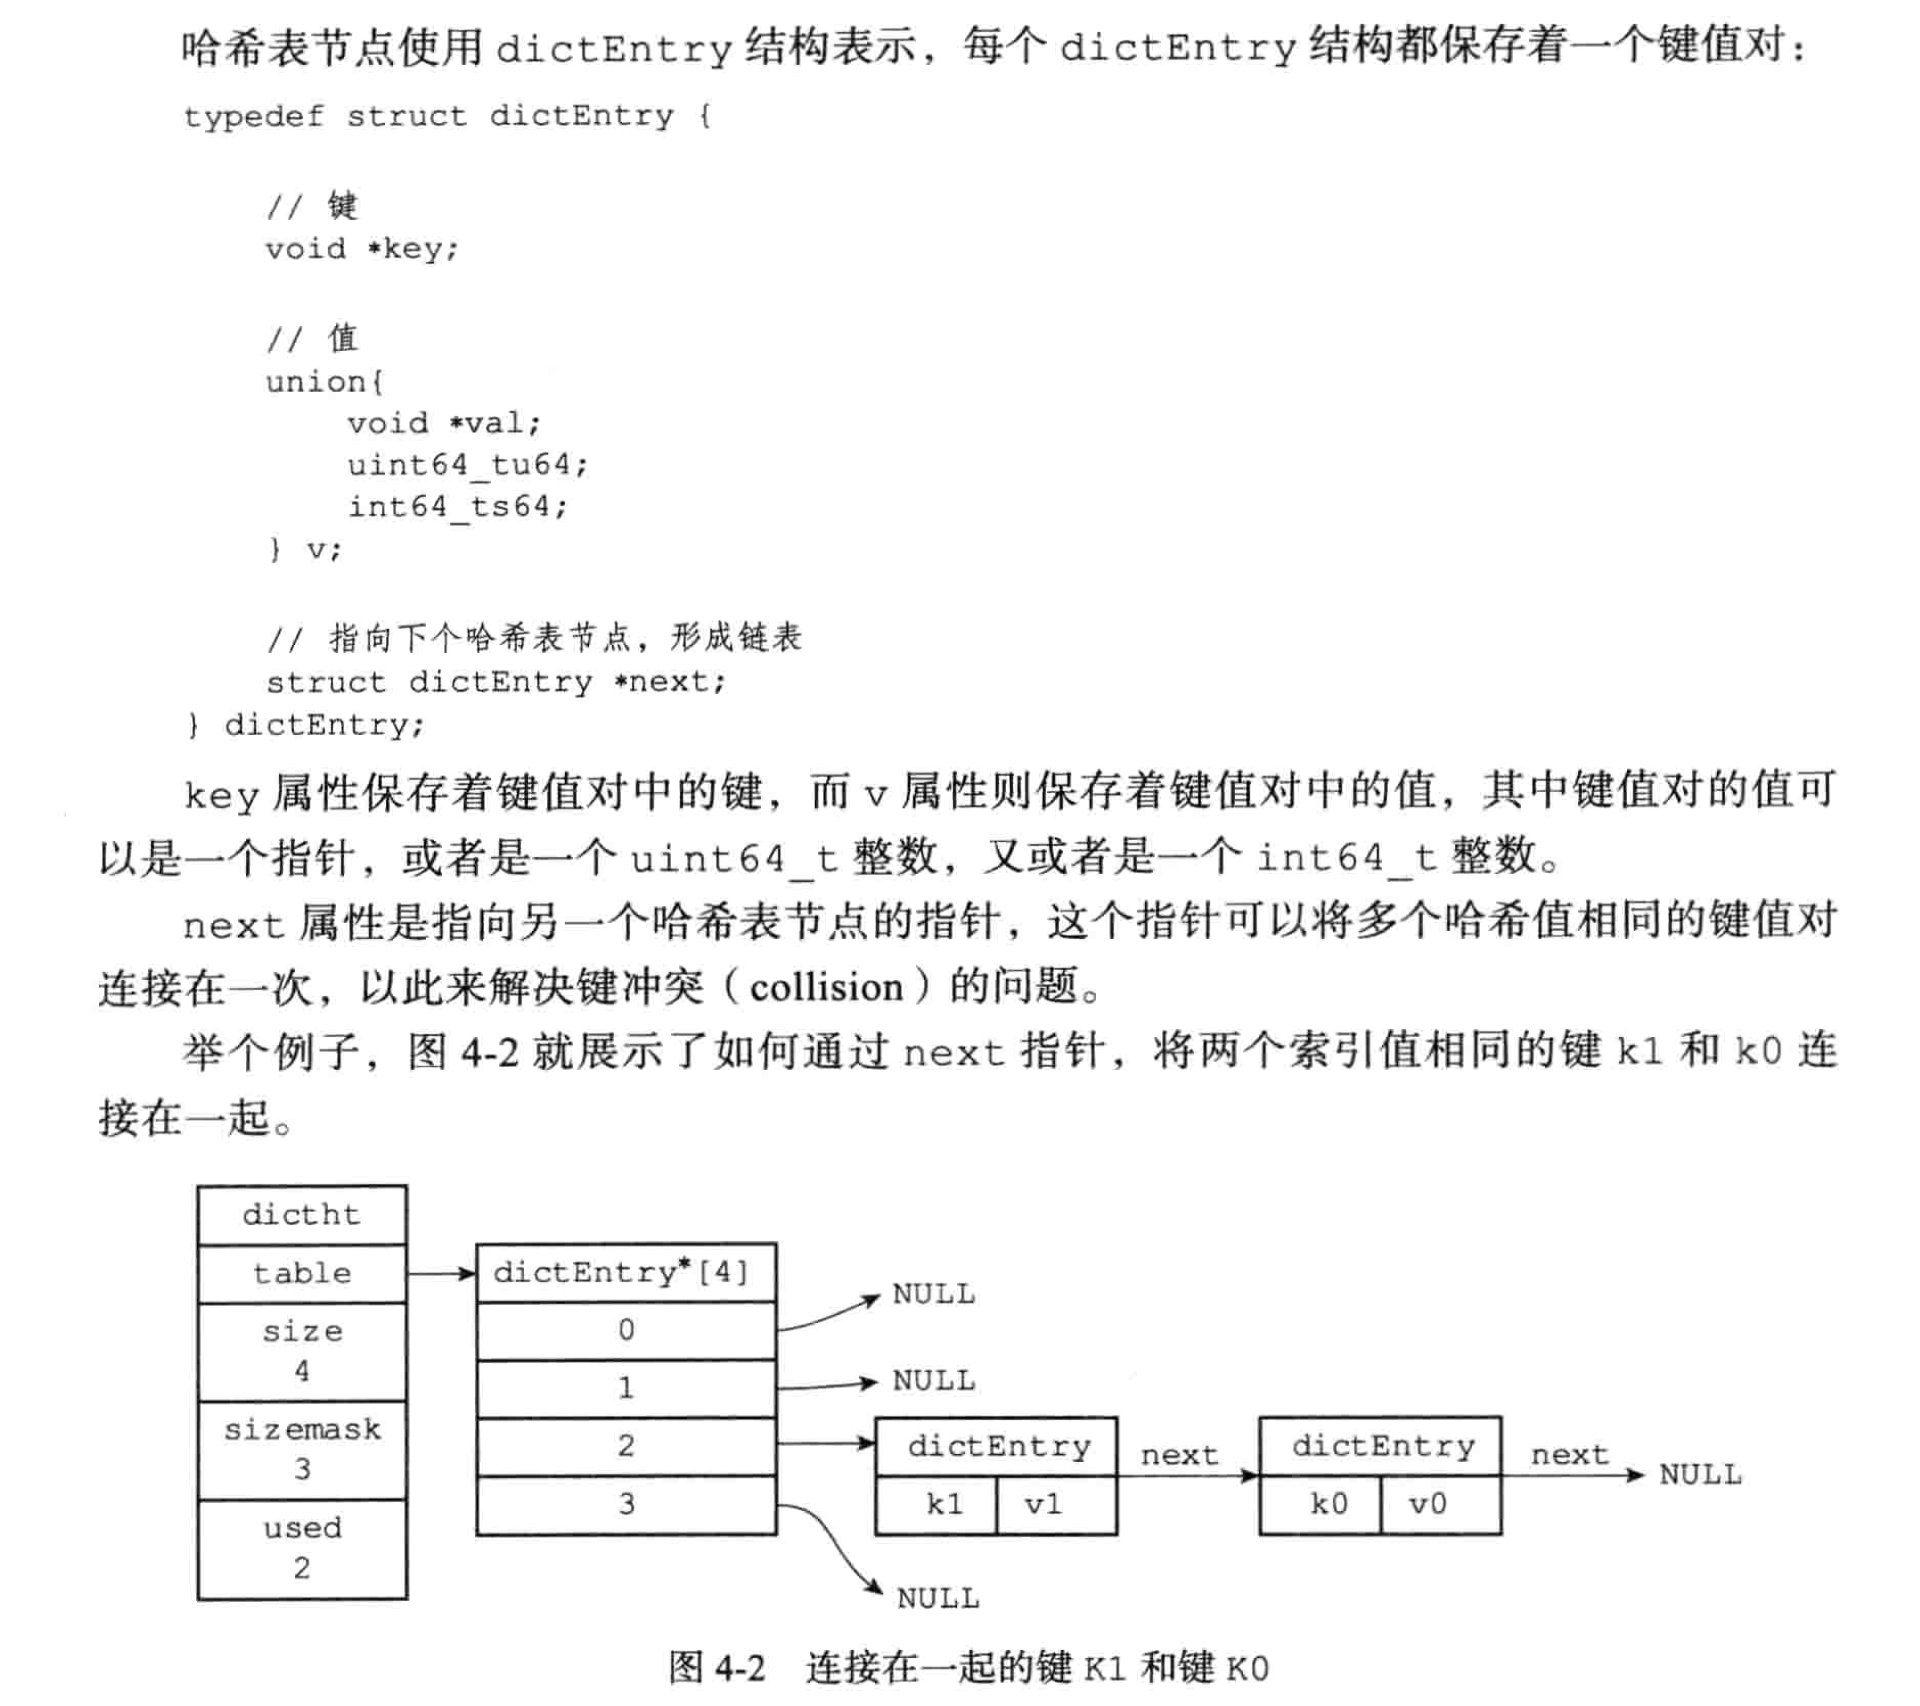 哈希表节点使用 dictEntry 结构表示，每个 dictEntry 结构都保存着一个键值对：
typedef struct dictEntry {
// 键
void *key;
// 值
union{
void *val;
uint64_tu64;
int64_ts64;
} v;
// 指向下个哈希表节点，形成链表
struct dictEntry *next;
} dictEntry;
key 属性保存着键值对中的键，而 v 属性则保存着键值对中的值，其中键值对的值可
以是一个指针，或者是一个 uint64_t 整数，又或者是一个 int64_t 整数。
next 属性是指向另一个哈希表节点的指针，这个指针可以将多个哈希值相同的键值对
连接在一次，以此来解决键冲突（collision）的问题。
举个例子，图 4-2 就展示了如何通过 next 指针，将两个索引值相同的键 k1 和 k0 连
接在一起。
dictht
table
size
4
sizemask
3
used
2
dictEntry*[4]
0
1
2
3
NULL
NULL
dictEntry
k1 v1
next
dictEntry
k0 v0
next
NULL
NULL
图 4-2 连接在一起的键 K1 和键 K0